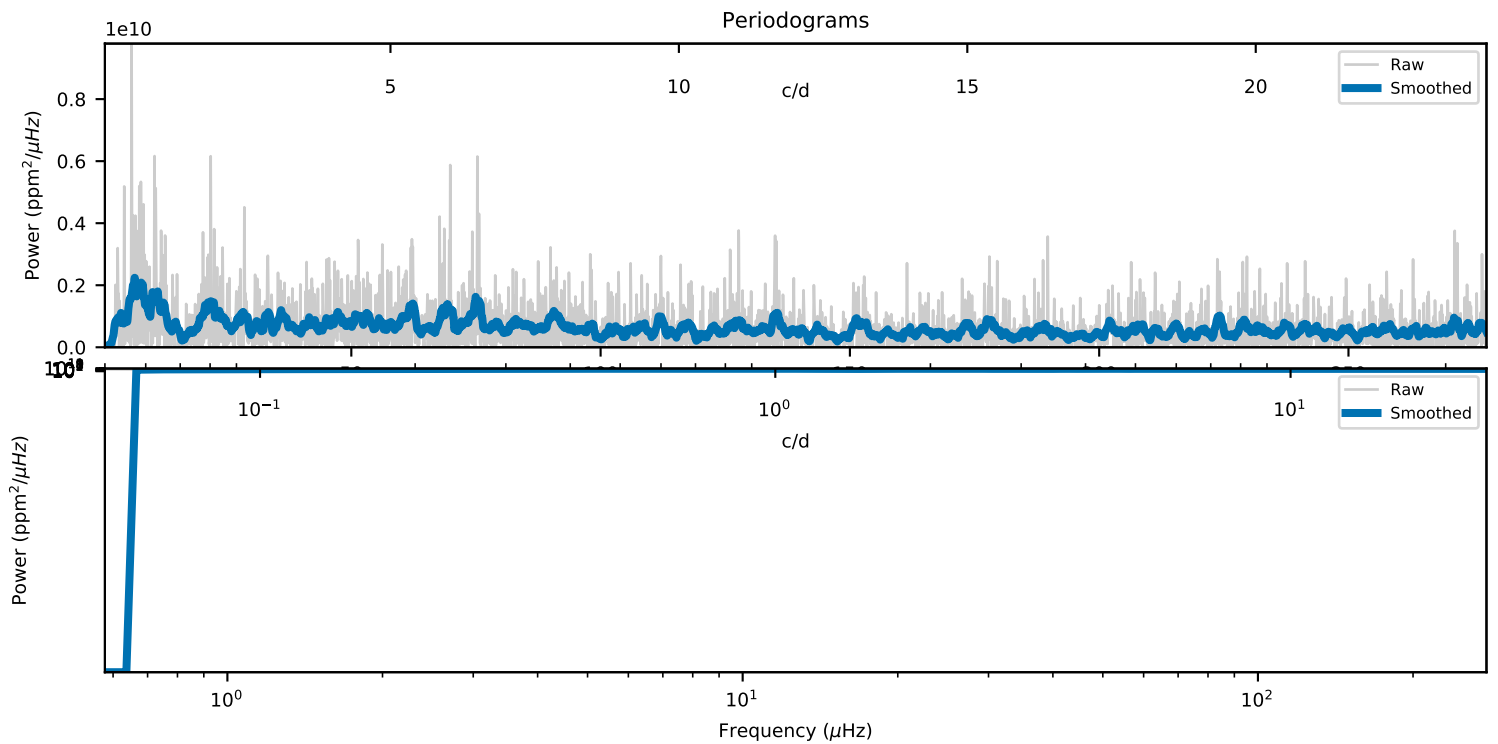 Periodograms
1e10
5 10 15 20
c/d
Raw
Smoothed
0.8
0.6
0.4
0.2
0.0
Power (ppm²/μHz)
10⁻¹ 10⁰ 10¹
c/d
Raw
Smoothed
Power (ppm²/μHz)
10⁰ 10¹ 10²
Frequency (μHz)